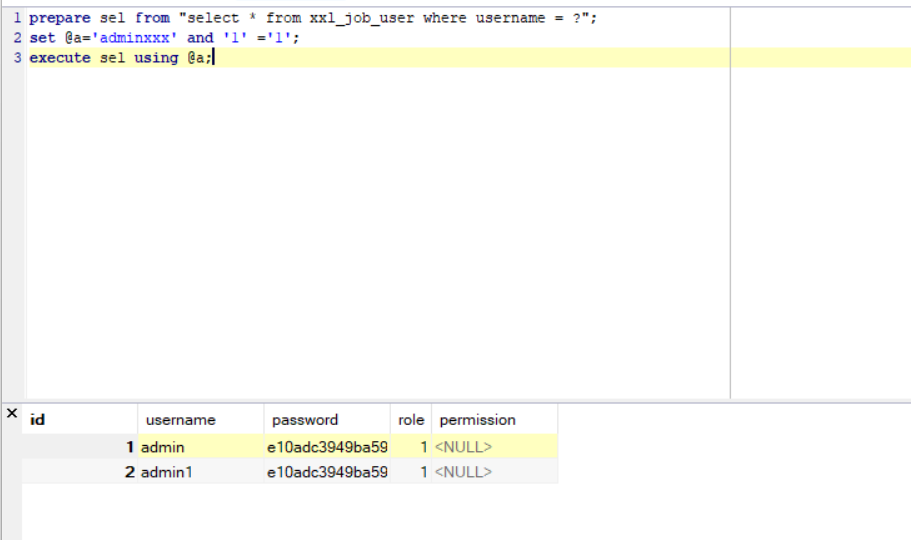 1 prepare sel from "select * from xxl_job_user where username = ?";
2 set @a='adminxxx' and '1' ='1';
3 execute sel using @a;
× id username password role permission
1 admin e10adc3949ba59 1 <NULL>
2 admin1 e10adc3949ba59 1 <NULL>